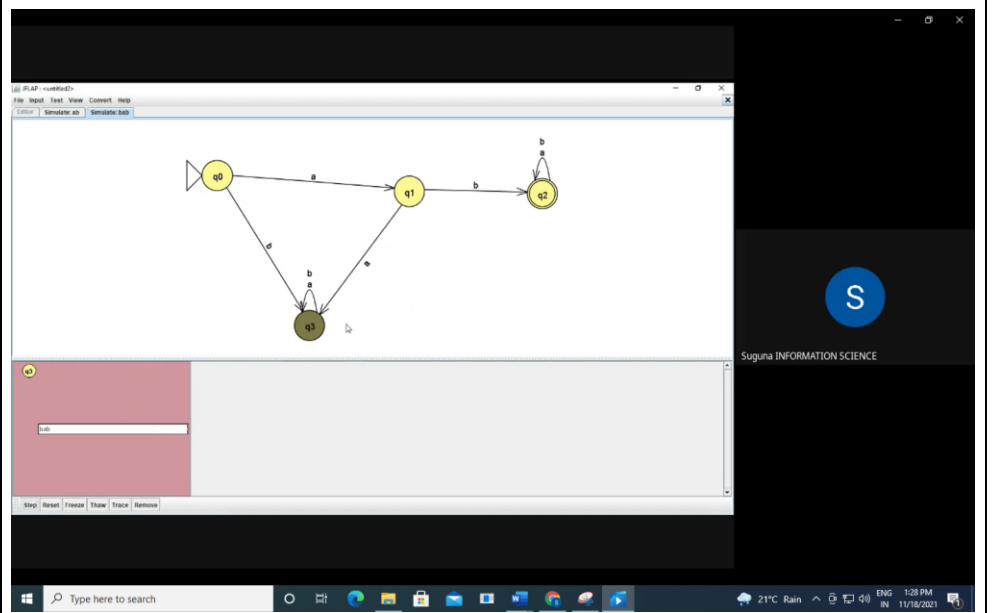 JFLAP : <untitled2>
File Input Test View Convert Help
Editor Simulate: ab Simulate: bab
b
a
q0
a
q1
b
q2
a
b
a
q3
q3
bab
Step Reset Freeze Thaw Trace Remove
S
Suguna INFORMATION SCIENCE
Type here to search
21°C Rain
ENG
IN
1:28 PM
11/18/2021